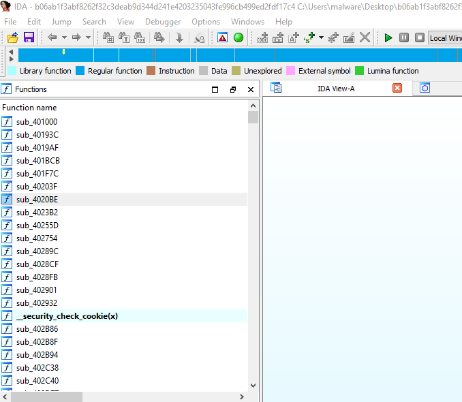 IDA - b06ab1f3abf8262f32c3deab9d344d241e4203235043fe996cb499ed2fdf17c4 C:\Users\malware\Desktop\b06ab1f3abf8262f
File Edit Jump Search View Debugger Options Windows Help
Local Win
Library function Regular function Instruction Data Unexplored External symbol Lumina function
Functions
IDA View-A
Function name
sub_401000
sub_40193C
sub_4019AF
sub_401BCB
sub_401F7C
sub_40203F
sub_4020BE
sub_4023B2
sub_40255D
sub_402754
sub_40289C
sub_4028CF
sub_4028FB
sub_402901
sub_402932
__security_check_cookie(x)
sub_402B86
sub_402B8F
sub_402B94
sub_402C38
sub_402C40